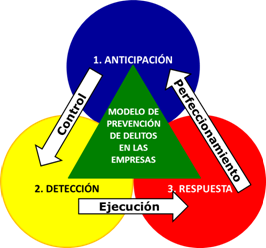 1. ANTICIPACIÓN
Control
Perfeccionamiento
MODELO DE
PREVENCIÓN
DE DELITOS
EN LAS
EMPRESAS
2. DETECCIÓN
3. RESPUESTA
Ejecución